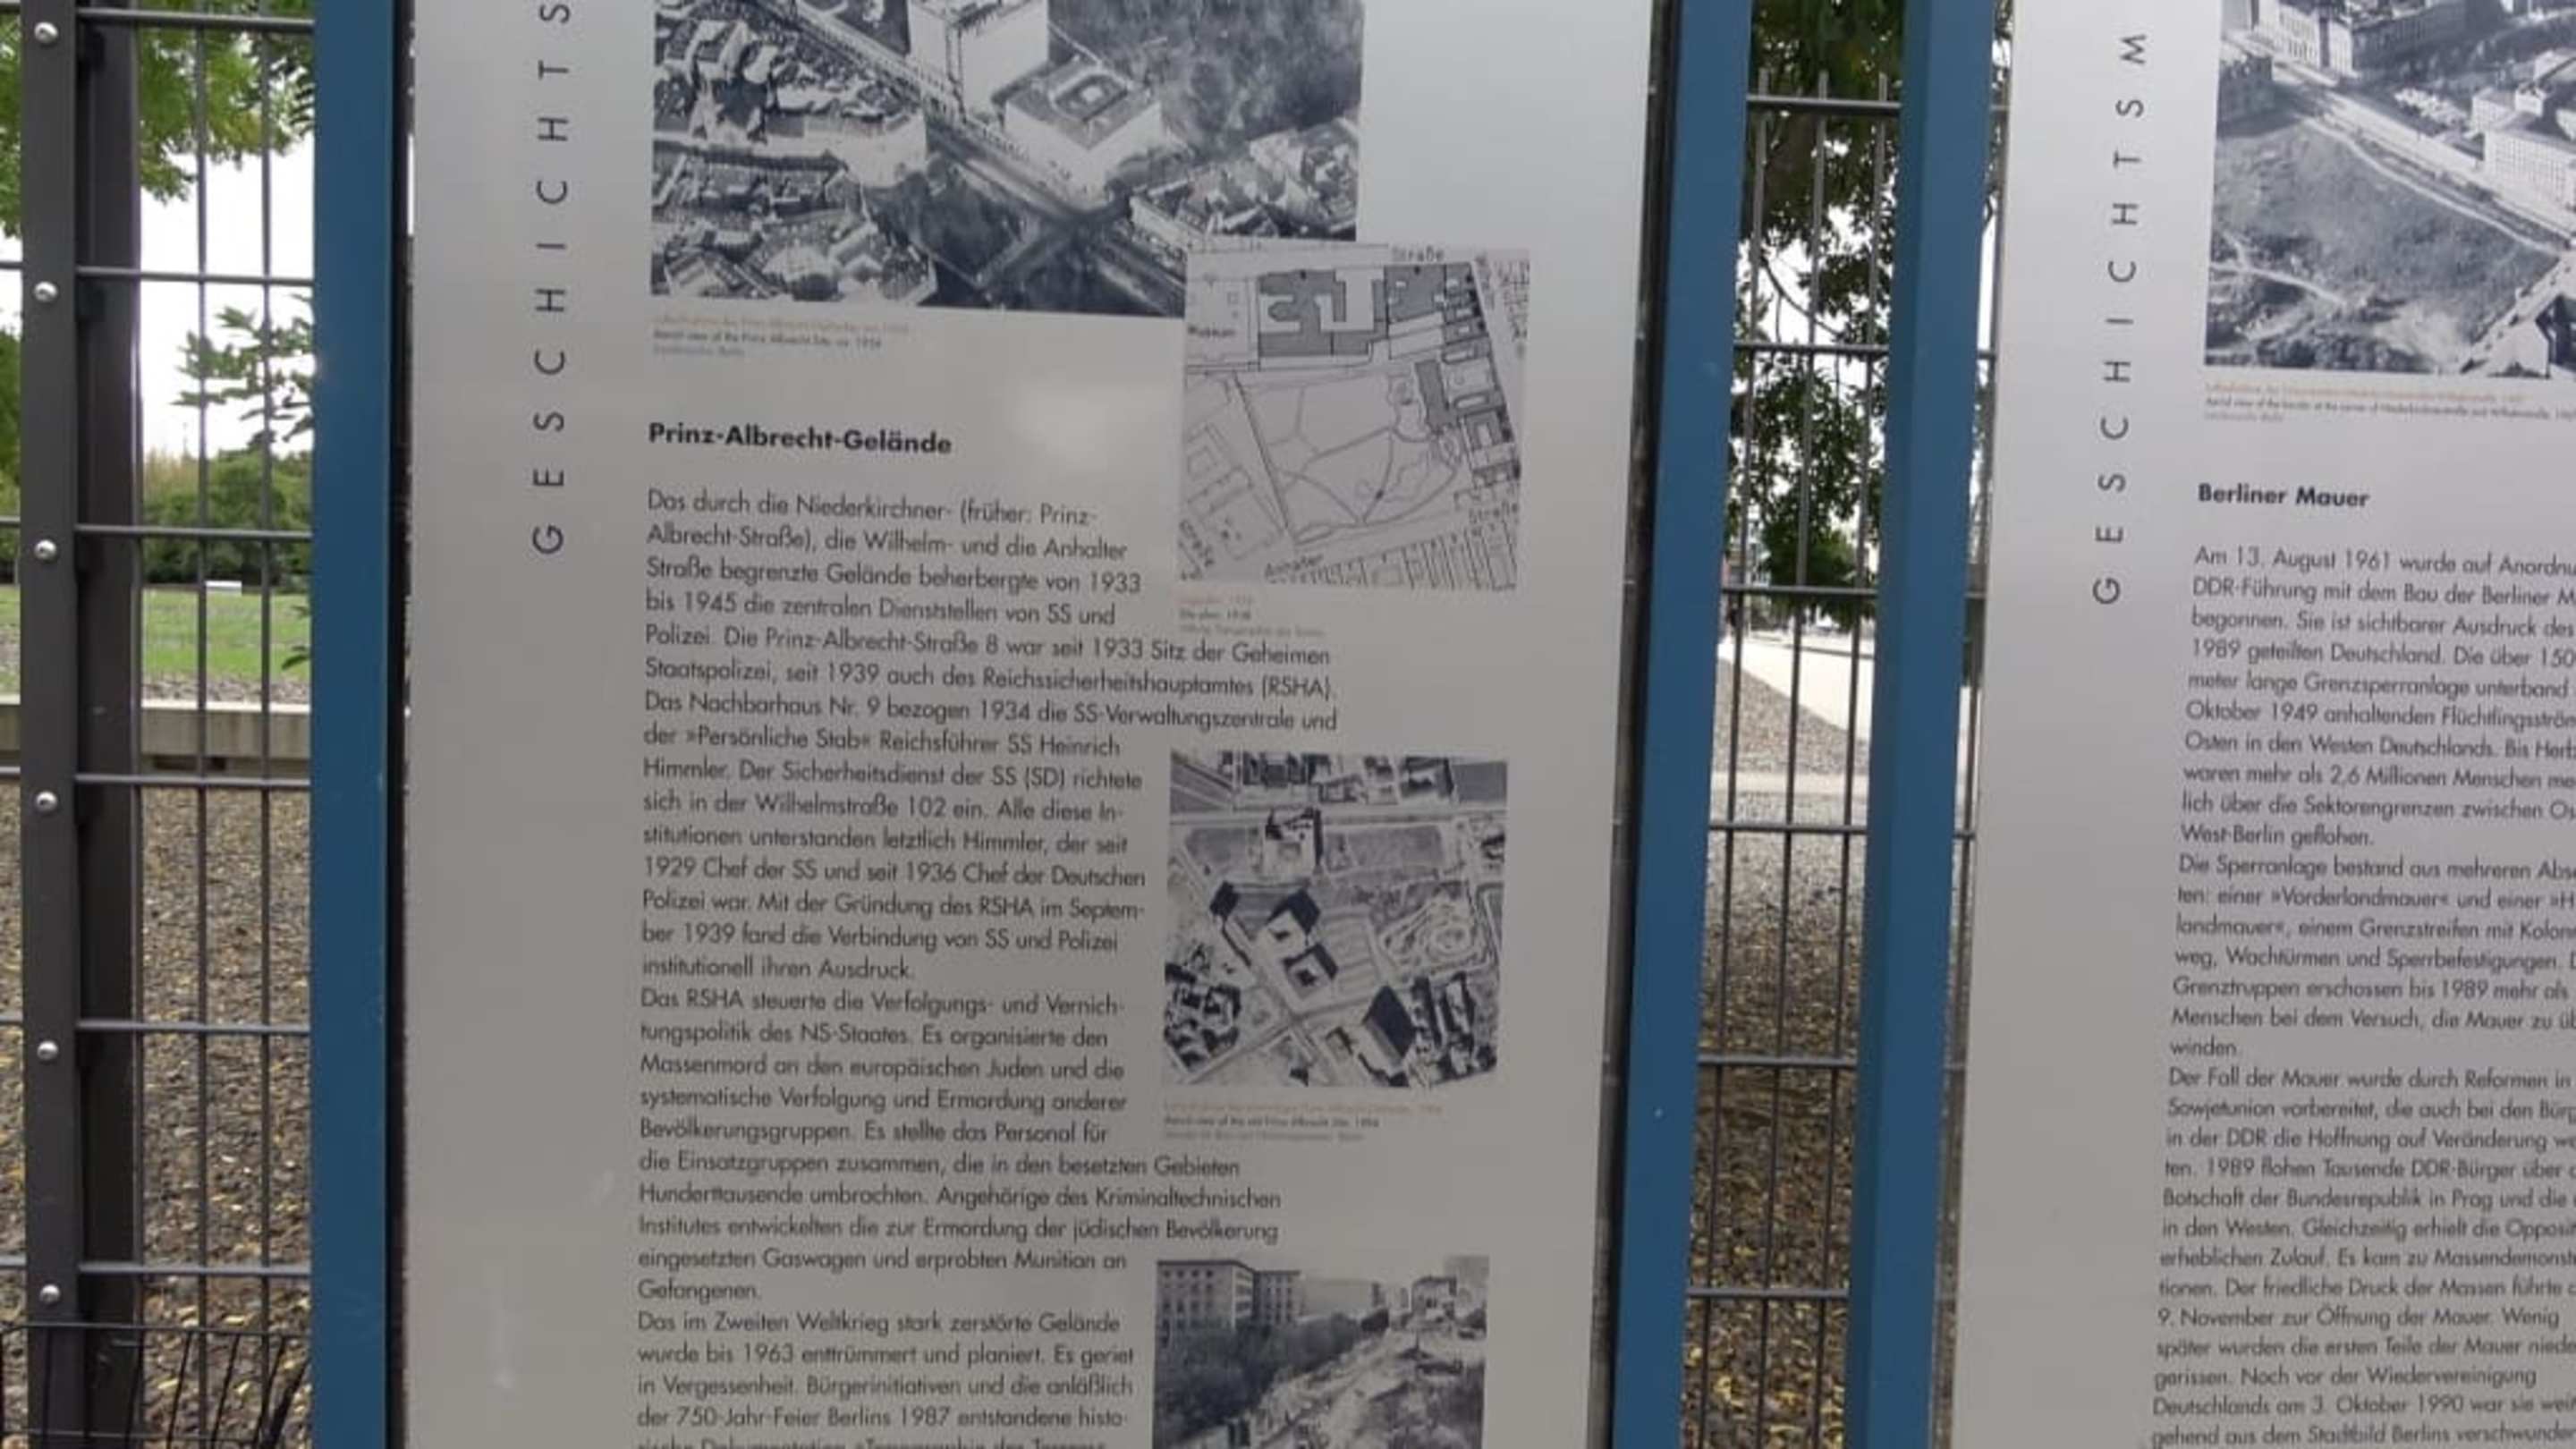 GESCHICHTS
Straße
Museum
Straße
Anhalter
Straße
Aerial view of the Prinz Albrecht Site, ca. 1934
Prinz-Albrecht-Gelände
Das durch die Niederkirchner- (früher: Prinz-
Albrecht-Straße), die Wilhelm- und die Anhalter
Straße begrenzte Gelände beherbergte von 1933
bis 1945 die zentralen Dienststellen von SS und
Polizei. Die Prinz-Albrecht-Straße 8 war seit 1933 Sitz der Geheimen
Staatspolizei, seit 1939 auch des Reichssicherheitshauptamtes (RSHA).
Das Nachbarhaus Nr. 9 bezogen 1934 die SS-Verwaltungszentrale und
der »Persönliche Stab« Reichsführer SS Heinrich
Himmler. Der Sicherheitsdienst der SS (SD) richtete
sich in der Wilhelmstraße 102 ein. Alle diese In-
stitutionen unterstanden letztlich Himmler, der seit
1929 Chef der SS und seit 1936 Chef der Deutschen
Polizei war. Mit der Gründung des RSHA im Septem-
ber 1939 fand die Verbindung von SS und Polizei
institutionell ihren Ausdruck.
Das RSHA steuerte die Verfolgungs- und Vernich-
tungspolitik des NS-Staates. Es organisierte den
Massenmord an den europäischen Juden und die
systematische Verfolgung und Ermordung anderer
Bevölkerungsgruppen. Es stellte das Personal für
die Einsatzgruppen zusammen, die in den besetzten Gebieten
Hunderttausende umbrachten. Angehörige des Kriminaltechnischen
Institutes entwickelten die zur Ermordung der jüdischen Bevölkerung
eingesetzten Gaswagen und erprobten Munition an
Gefangenen.
Das im Zweiten Weltkrieg stark zerstörte Gelände
wurde bis 1963 enttrümmert und planiert. Es geriet
in Vergessenheit. Bürgerinitiativen und die anläßlich
der 750-Jahr-Feier Berlins 1987 entstandene histo-
GESCHICHTSM
Berliner Mauer
Am 13. August 1961 wurde auf Anordnu
DDR-Führung mit dem Bau der Berliner M
begonnen. Sie ist sichtbarer Ausdruck des
1989 geteilten Deutschland. Die über 150
meter lange Grenzsperranlage unterband
Oktober 1949 anhaltenden Flüchtlingsströn
Osten in den Westen Deutschlands. Bis Herb
waren mehr als 2,6 Millionen Menschen me
lich über die Sektorengrenzen zwischen Os
West-Berlin geflohen.
Die Sperranlage bestand aus mehreren Abs
ten: einer »Vorderlandmauer« und einer »H
landmauer«, einem Grenzstreifen mit Kolon
weg, Wachtürmen und Sperrbefestigungen.
Grenztruppen erschossen bis 1989 mehr als
Menschen bei dem Versuch, die Mauer zu üb
winden.
Der Fall der Mauer wurde durch Reformen in
Sowjetunion vorbereitet, die auch bei den Bür
in der DDR die Hoffnung auf Veränderung we
ten. 1989 flohen Tausende DDR-Bürger über
Botschaft der Bundesrepublik in Prag und die
in den Westen. Gleichzeitig erhielt die Opposi
erheblichen Zulauf. Es kam zu Massendemonst
tionen. Der friedliche Druck der Massen führte
9. November zur Öffnung der Mauer. Wenig
später wurden die ersten Teile der Mauer niede
gerissen. Noch vor der Wiedervereinigung
Deutschlands am 3. Oktober 1990 war sie weit
gehend aus dem Stadtbild Berlins verschwunde